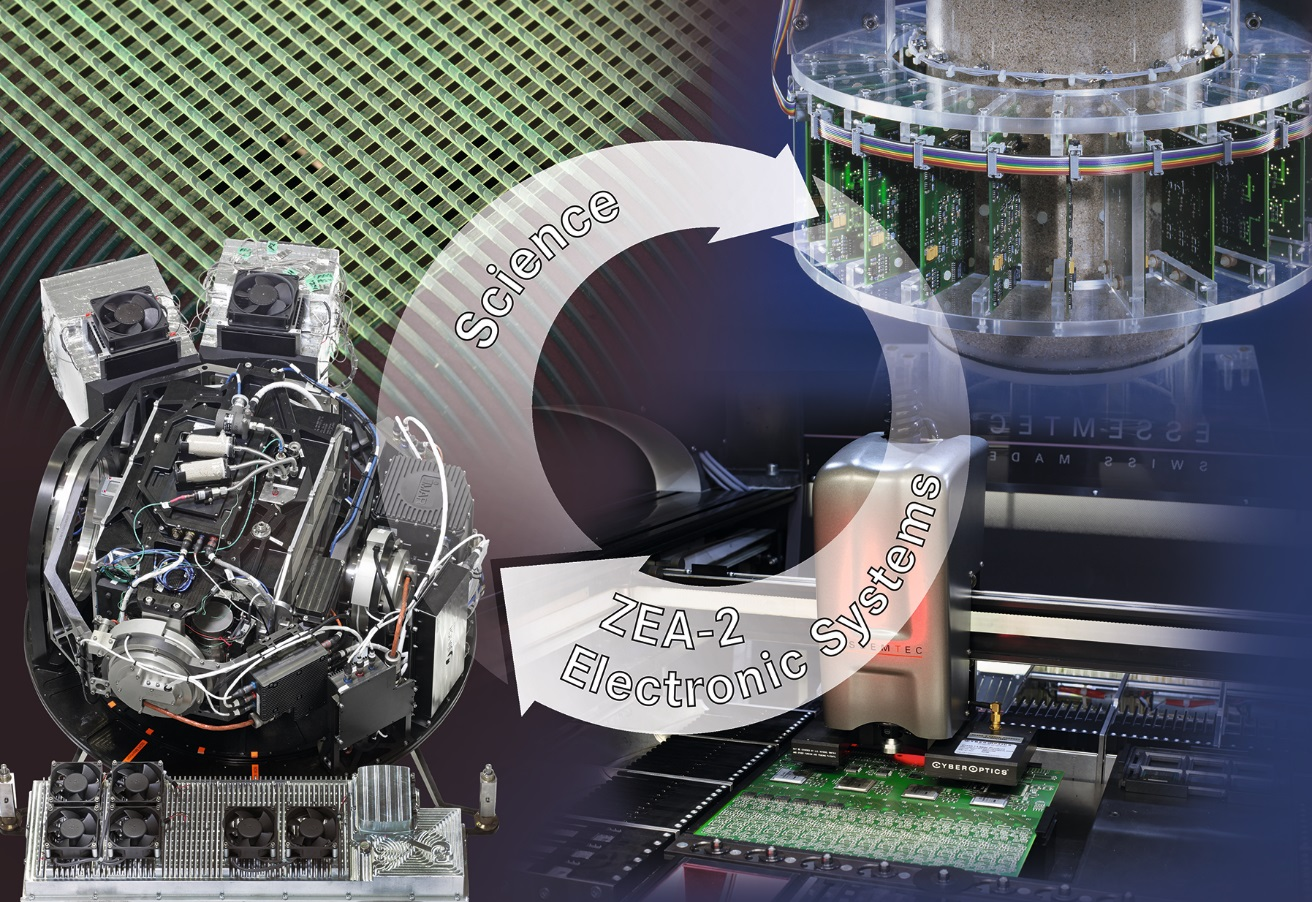 Science
ESSEMTEC
SWISS MADE
ZEA-2
Electronic Systems
CYBEROPTICS